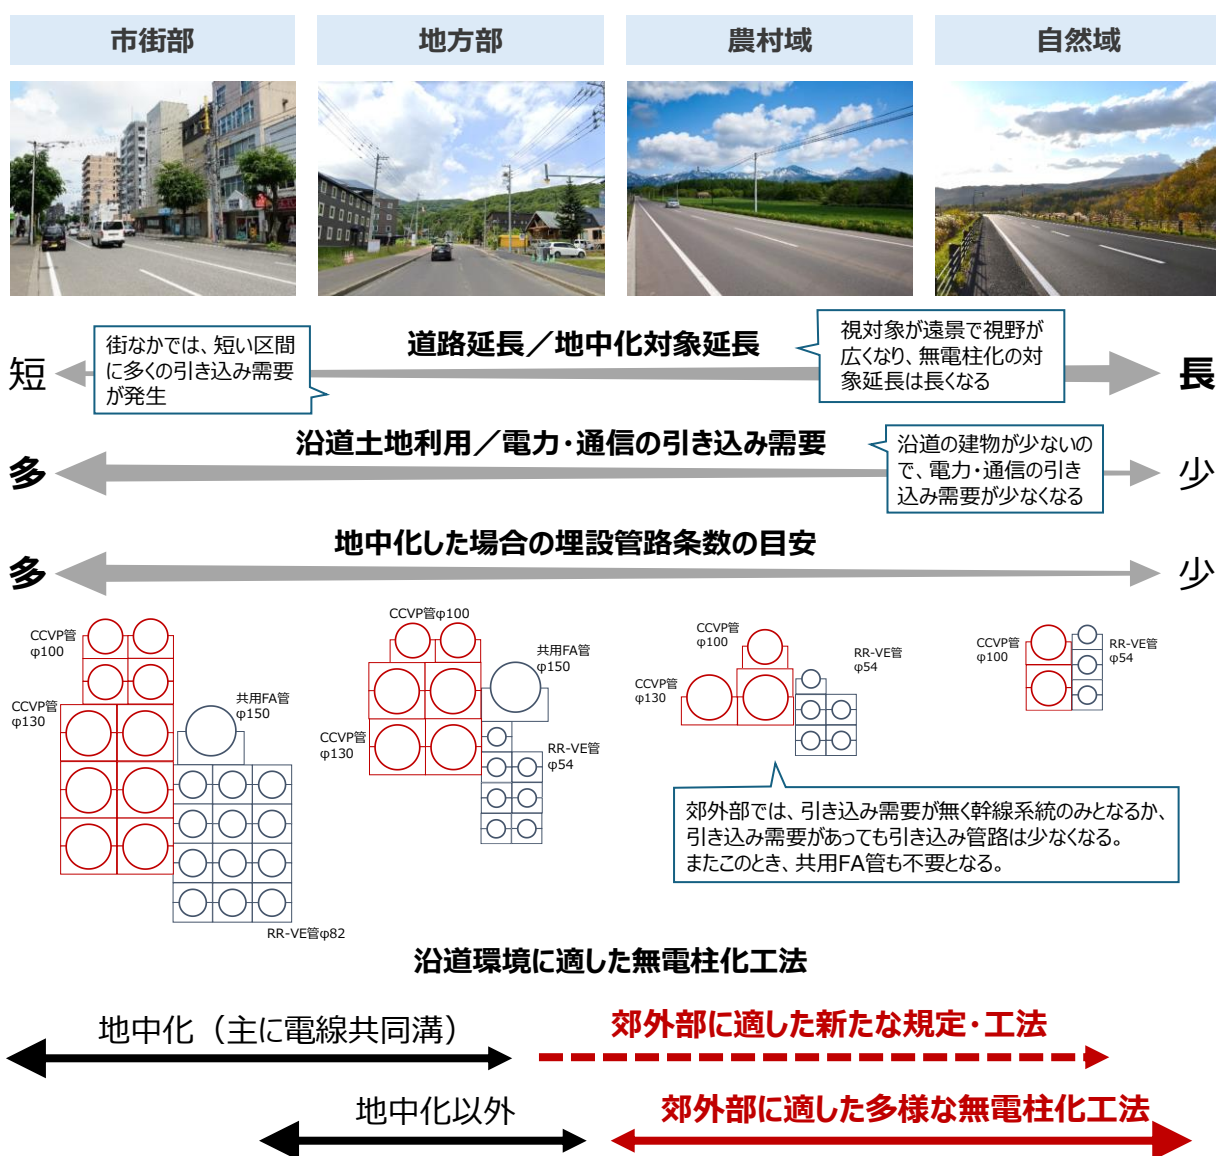 市街部
地方部
農村域
自然域
道路延長／地中化対象延長
短
長
街なかでは、短い区間
に多くの引き込み需要
が発生
視対象が遠景で視野が
広くなり、無電柱化の対
象延長は長くなる
沿道土地利用／電力・通信の引き込み需要
多
少
沿道の建物が少ないの
で、電力・通信の引き
込み需要が少なくなる
地中化した場合の埋設管路条数の目安
多
少
CCVP管
φ100
CCVP管
φ130
共用FA管
φ150
RR-VE管φ82
CCVP管φ100
共用FA管
φ150
CCVP管
φ130
RR-VE管
φ54
CCVP管
φ100
CCVP管
φ130
RR-VE管
φ54
CCVP管
φ100
RR-VE管
φ54
郊外部では、引き込み需要が無く幹線系統のみとなるか、
引き込み需要があっても引き込み管路は少なくなる。
またこのとき、共用FA管も不要となる。
沿道環境に適した無電柱化工法
地中化（主に電線共同溝）
郊外部に適した新たな規定・工法
地中化以外
郊外部に適した多様な無電柱化工法